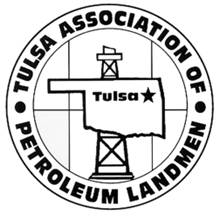 TULSA ASSOCIATION OF
Tulsa
PETROLEUM LANDMEN